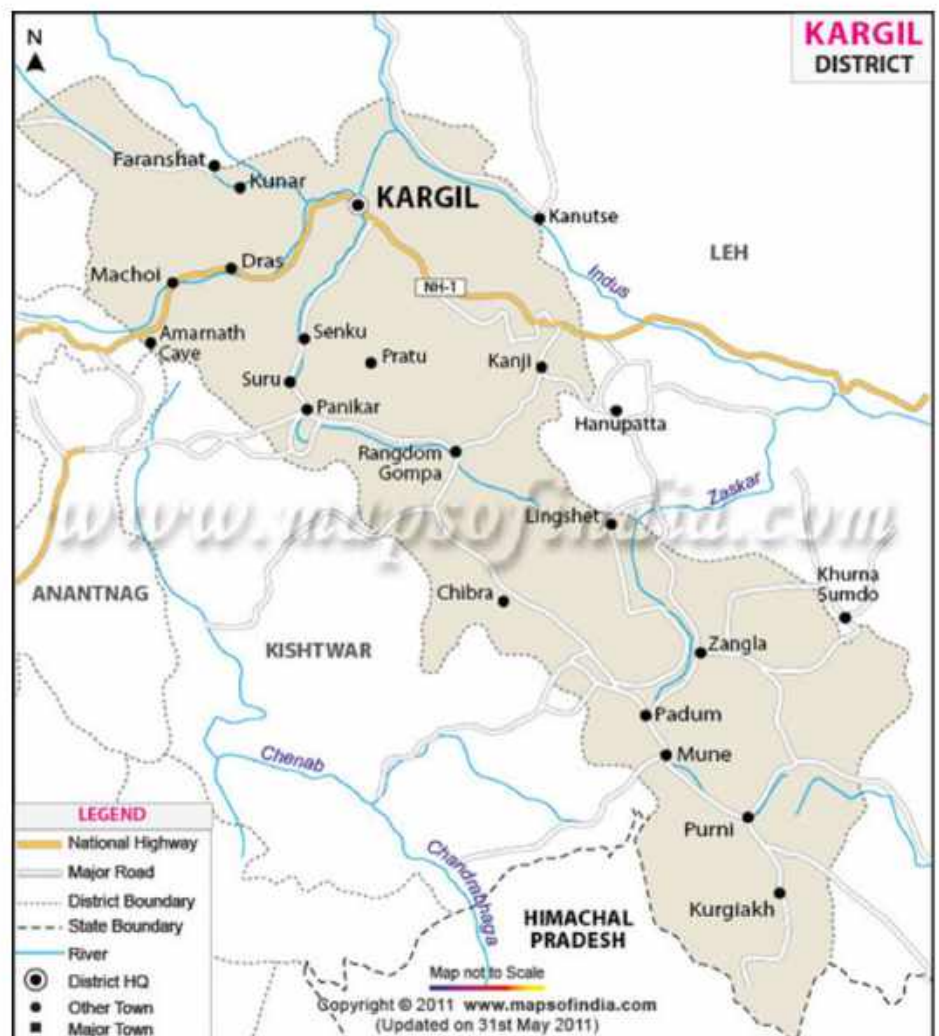 KARGIL
DISTRICT
N
Faranshat
Kunar
KARGIL
Kanutse
LEH
Dras
Machoi
Indus
NH-1
Amarnath
Cave
Senku
Pratu
Kanji
Suru
Panikar
Hanupatta
Rangdom
Gompa
Zaskar
Lingshet
www.mapsofindia.com
Khurna
Sumdo
ANANTNAG
Chibra
KISHTWAR
Zangla
Padum
Mune
Chenab
Purni
Chandrabhaga
Kurgiakh
HIMACHAL
PRADESH
LEGEND
National Highway
Major Road
District Boundary
State Boundary
River
District HQ
Other Town
Major Town
Map not to Scale
Copyright © 2011 www.mapsofindia.com
(Updated on 31st May 2011)